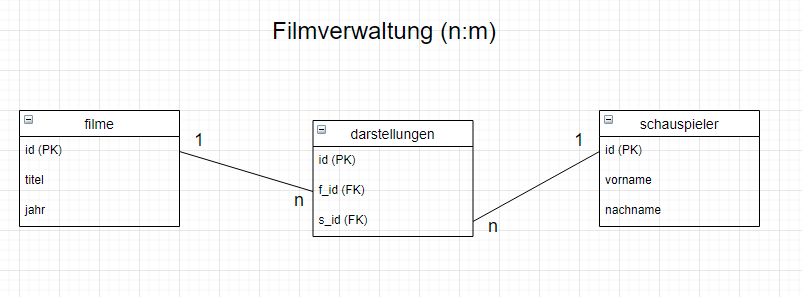 Filmverwaltung (n:m)
filme
id (PK)
titel
jahr
1
n
darstellungen
id (PK)
f_id (FK)
s_id (FK)
n
1
schauspieler
id (PK)
vorname
nachname